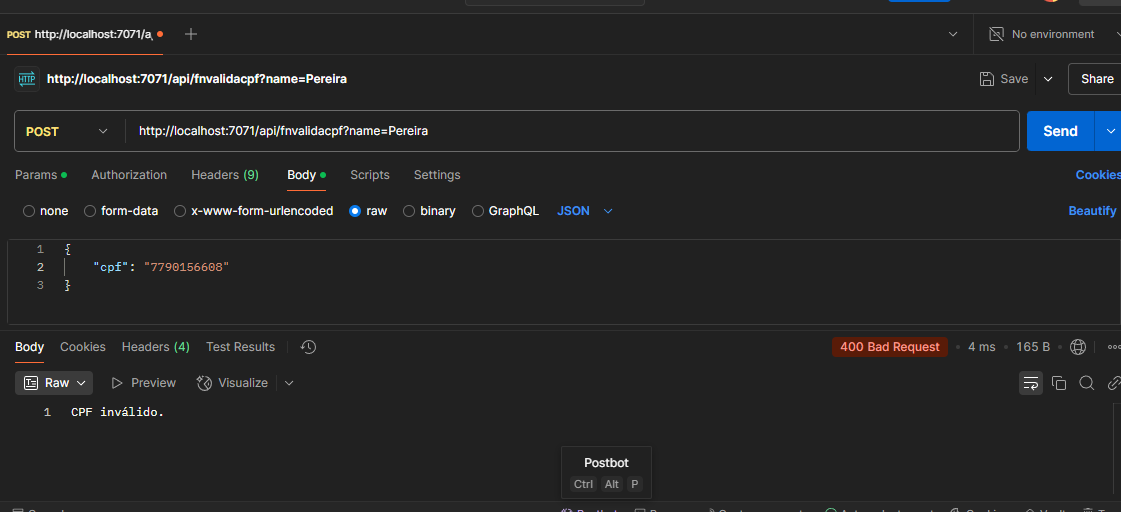 POST http://localhost:7071/a
No environment
HTTP http://localhost:7071/api/fnvalidacpf?name=Pereira
Save
Share
POST http://localhost:7071/api/fnvalidacpf?name=Pereira
Send
Params Authorization Headers (9) Body Scripts Settings
Cookies
none form-data x-www-form-urlencoded raw binary GraphQL JSON
Beautify
1 {
2 "cpf": "7790156608"
3 }
Body Cookies Headers (4) Test Results
400 Bad Request • 4 ms • 165 B
Raw Preview Visualize
1 CPF inválido.
Postbot
Ctrl Alt P